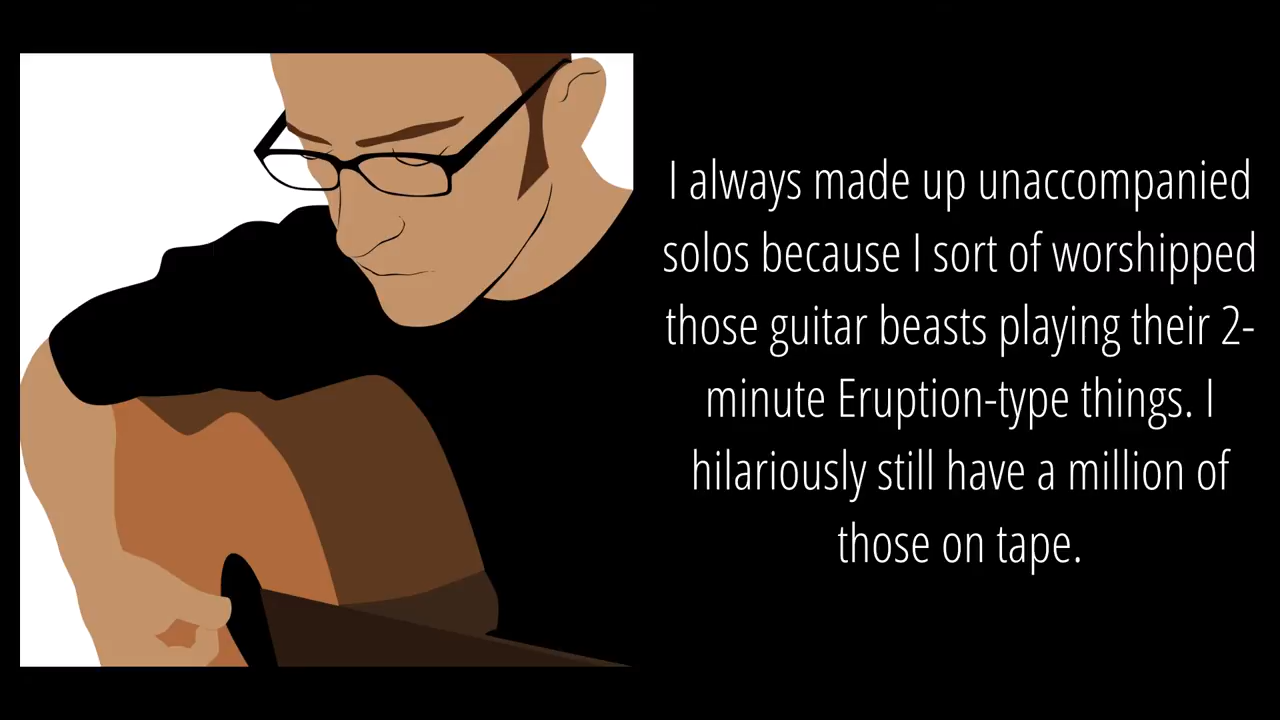 I always made up unaccompanied
solos because I sort of worshipped
those guitar beasts playing their 2-
minute Eruption-type things. I
hilariously still have a million of
those on tape.